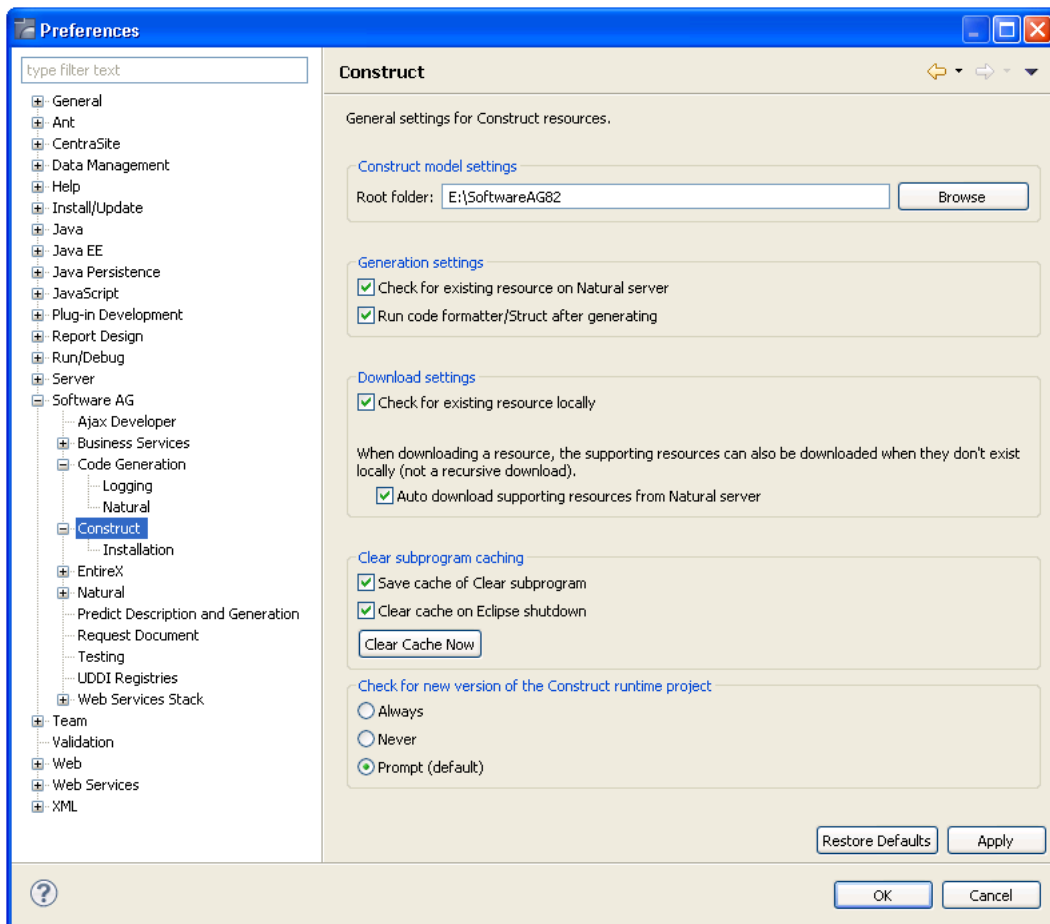 Preferences
type filter text
General
Ant
CentraSite
Data Management
Help
Install/Update
Java
Java EE
Java Persistence
JavaScript
Plug-in Development
Report Design
Run/Debug
Server
Software AG
Ajax Developer
Business Services
Code Generation
Logging
Natural
Construct
Installation
EntireX
Natural
Predict Description and Generation
Request Document
Testing
UDDI Registries
Web Services Stack
Team
Validation
Web
Web Services
XML
Construct
General settings for Construct resources.
Construct model settings
Root folder: E:\SoftwareAG82 Browse
Generation settings
Check for existing resource on Natural server
Run code formatter/Struct after generating
Download settings
Check for existing resource locally
When downloading a resource, the supporting resources can also be downloaded when they don't exist
locally (not a recursive download).
Auto download supporting resources from Natural server
Clear subprogram caching
Save cache of Clear subprogram
Clear cache on Eclipse shutdown
Clear Cache Now
Check for new version of the Construct runtime project
Always
Never
Prompt (default)
Restore Defaults Apply
? OK Cancel